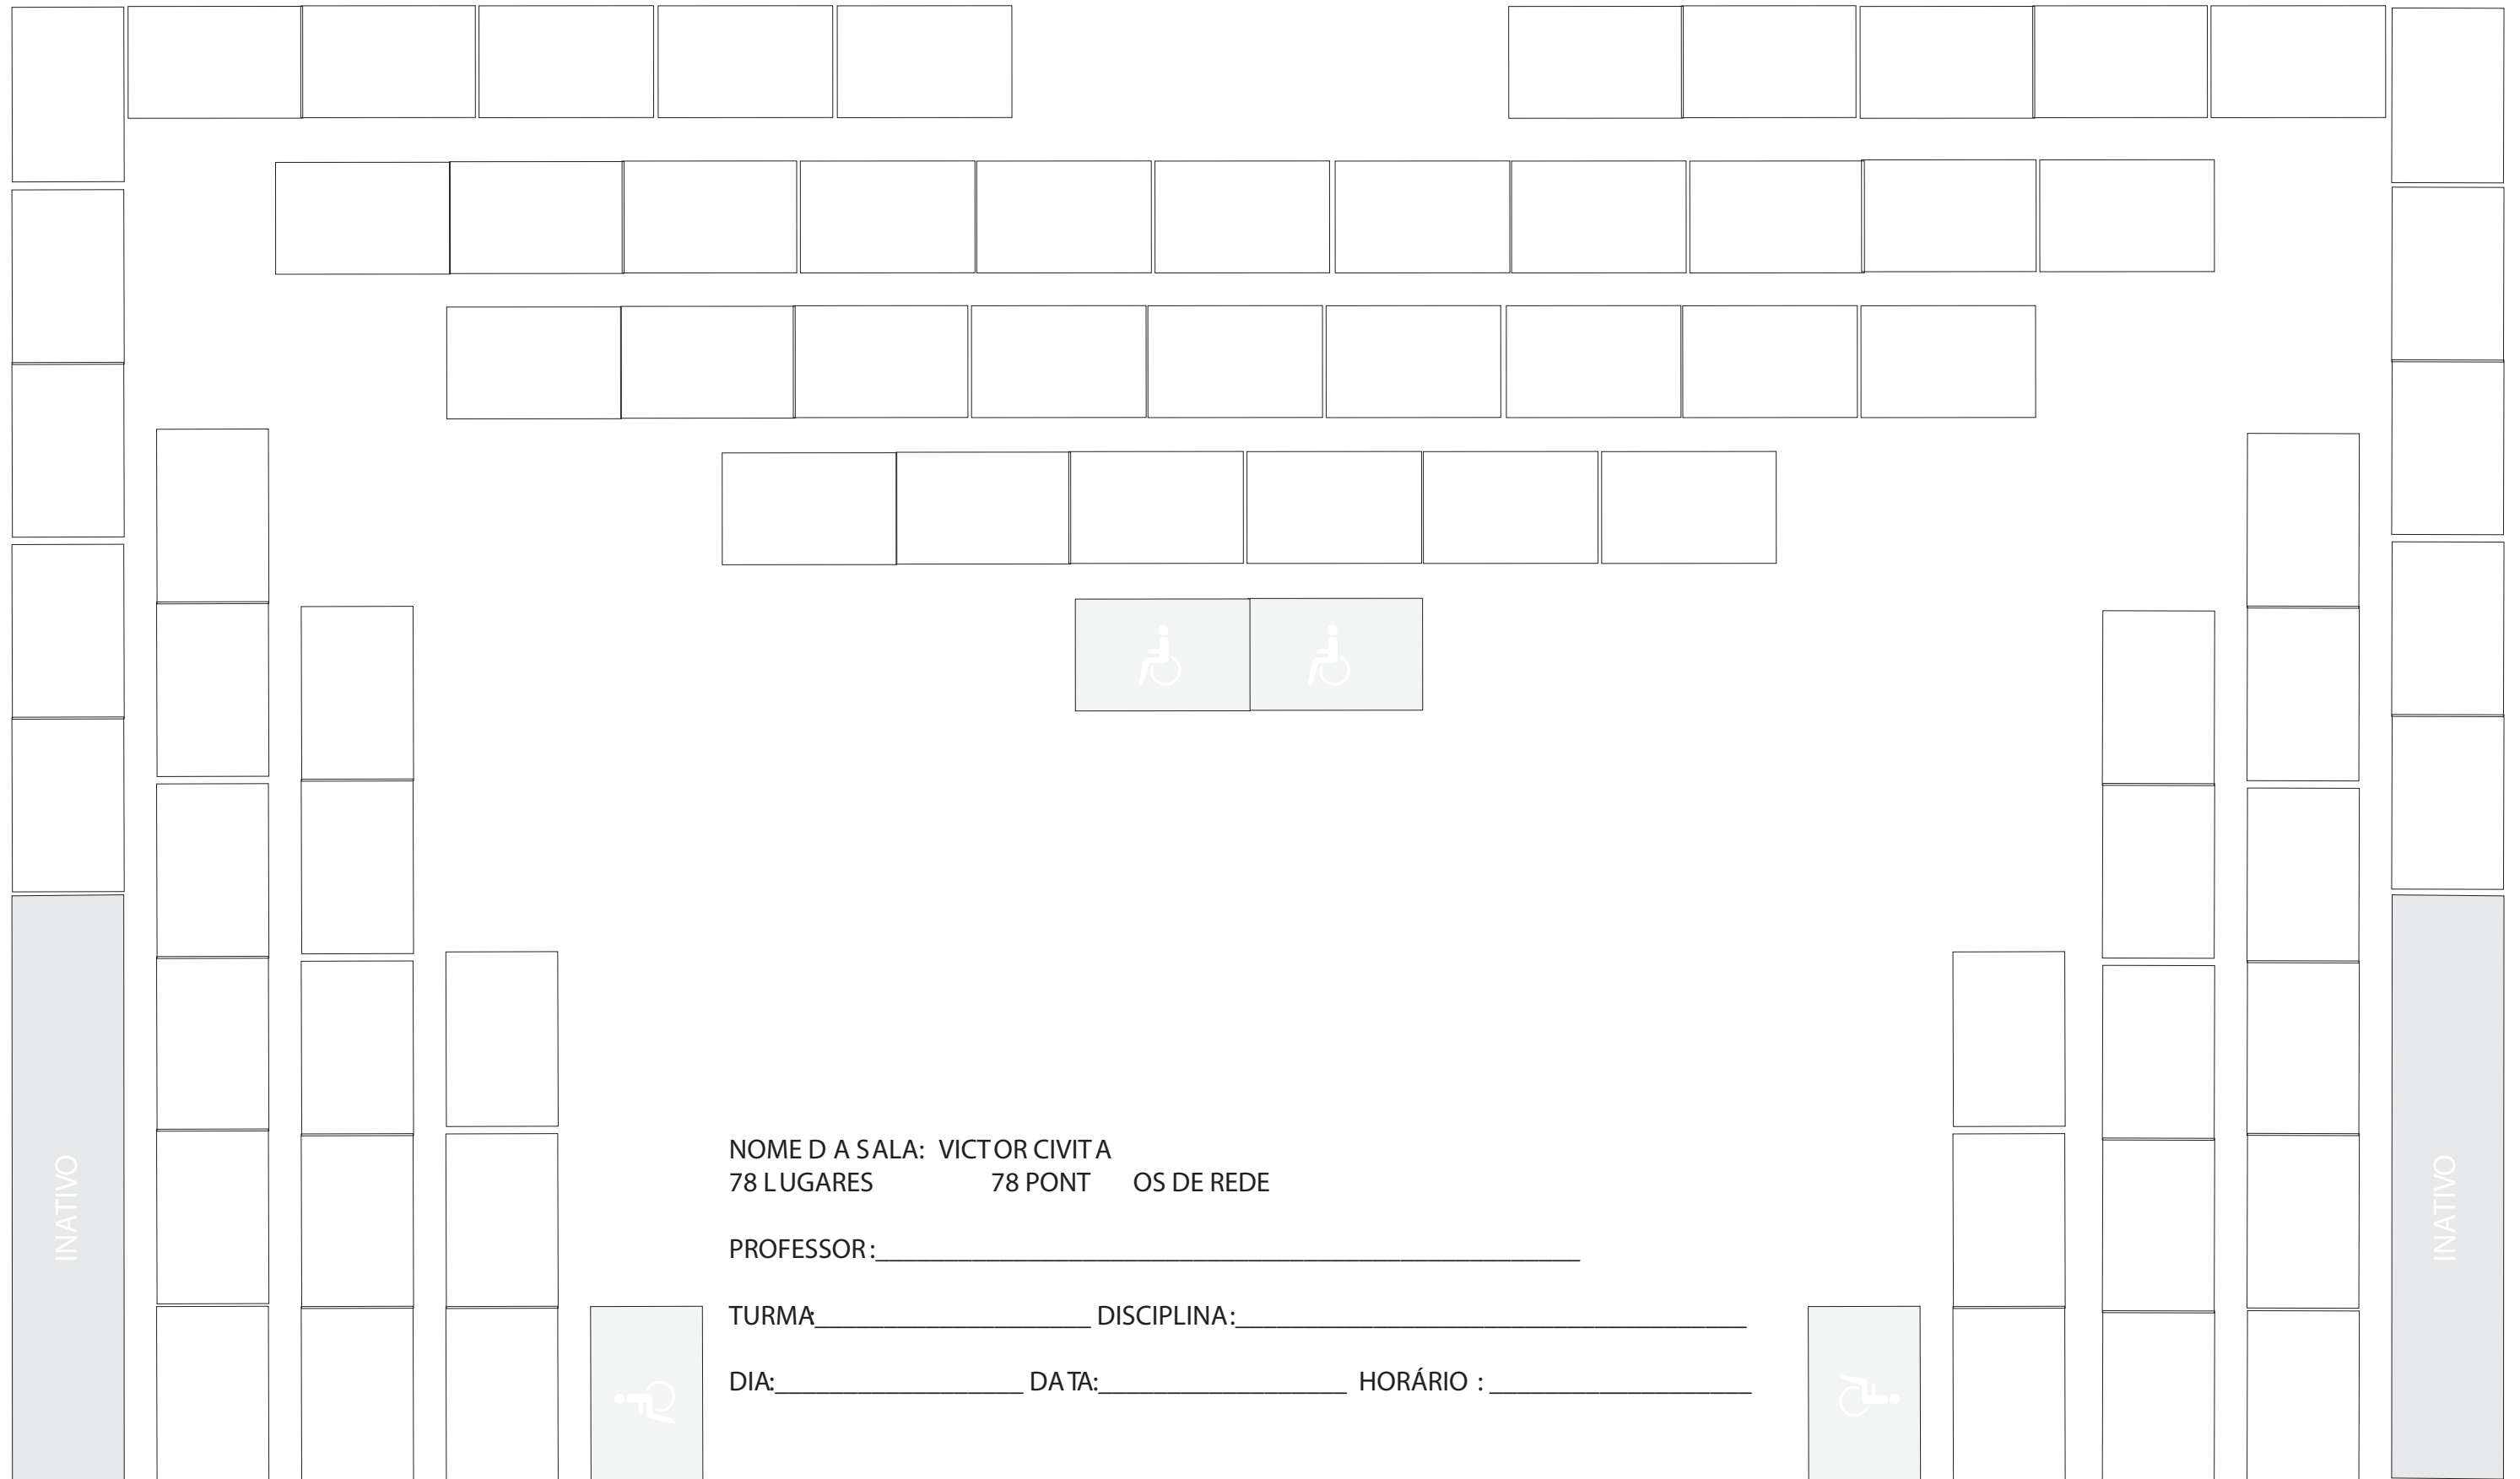 NOME DA SALA: VICTOR CIVITA
78 LUGARES 78 PONTOS DE REDE
PROFESSOR:
TURMA: DISCIPLINA:
DIA: DATA: HORÁRIO :
INATIVO
INATIVO